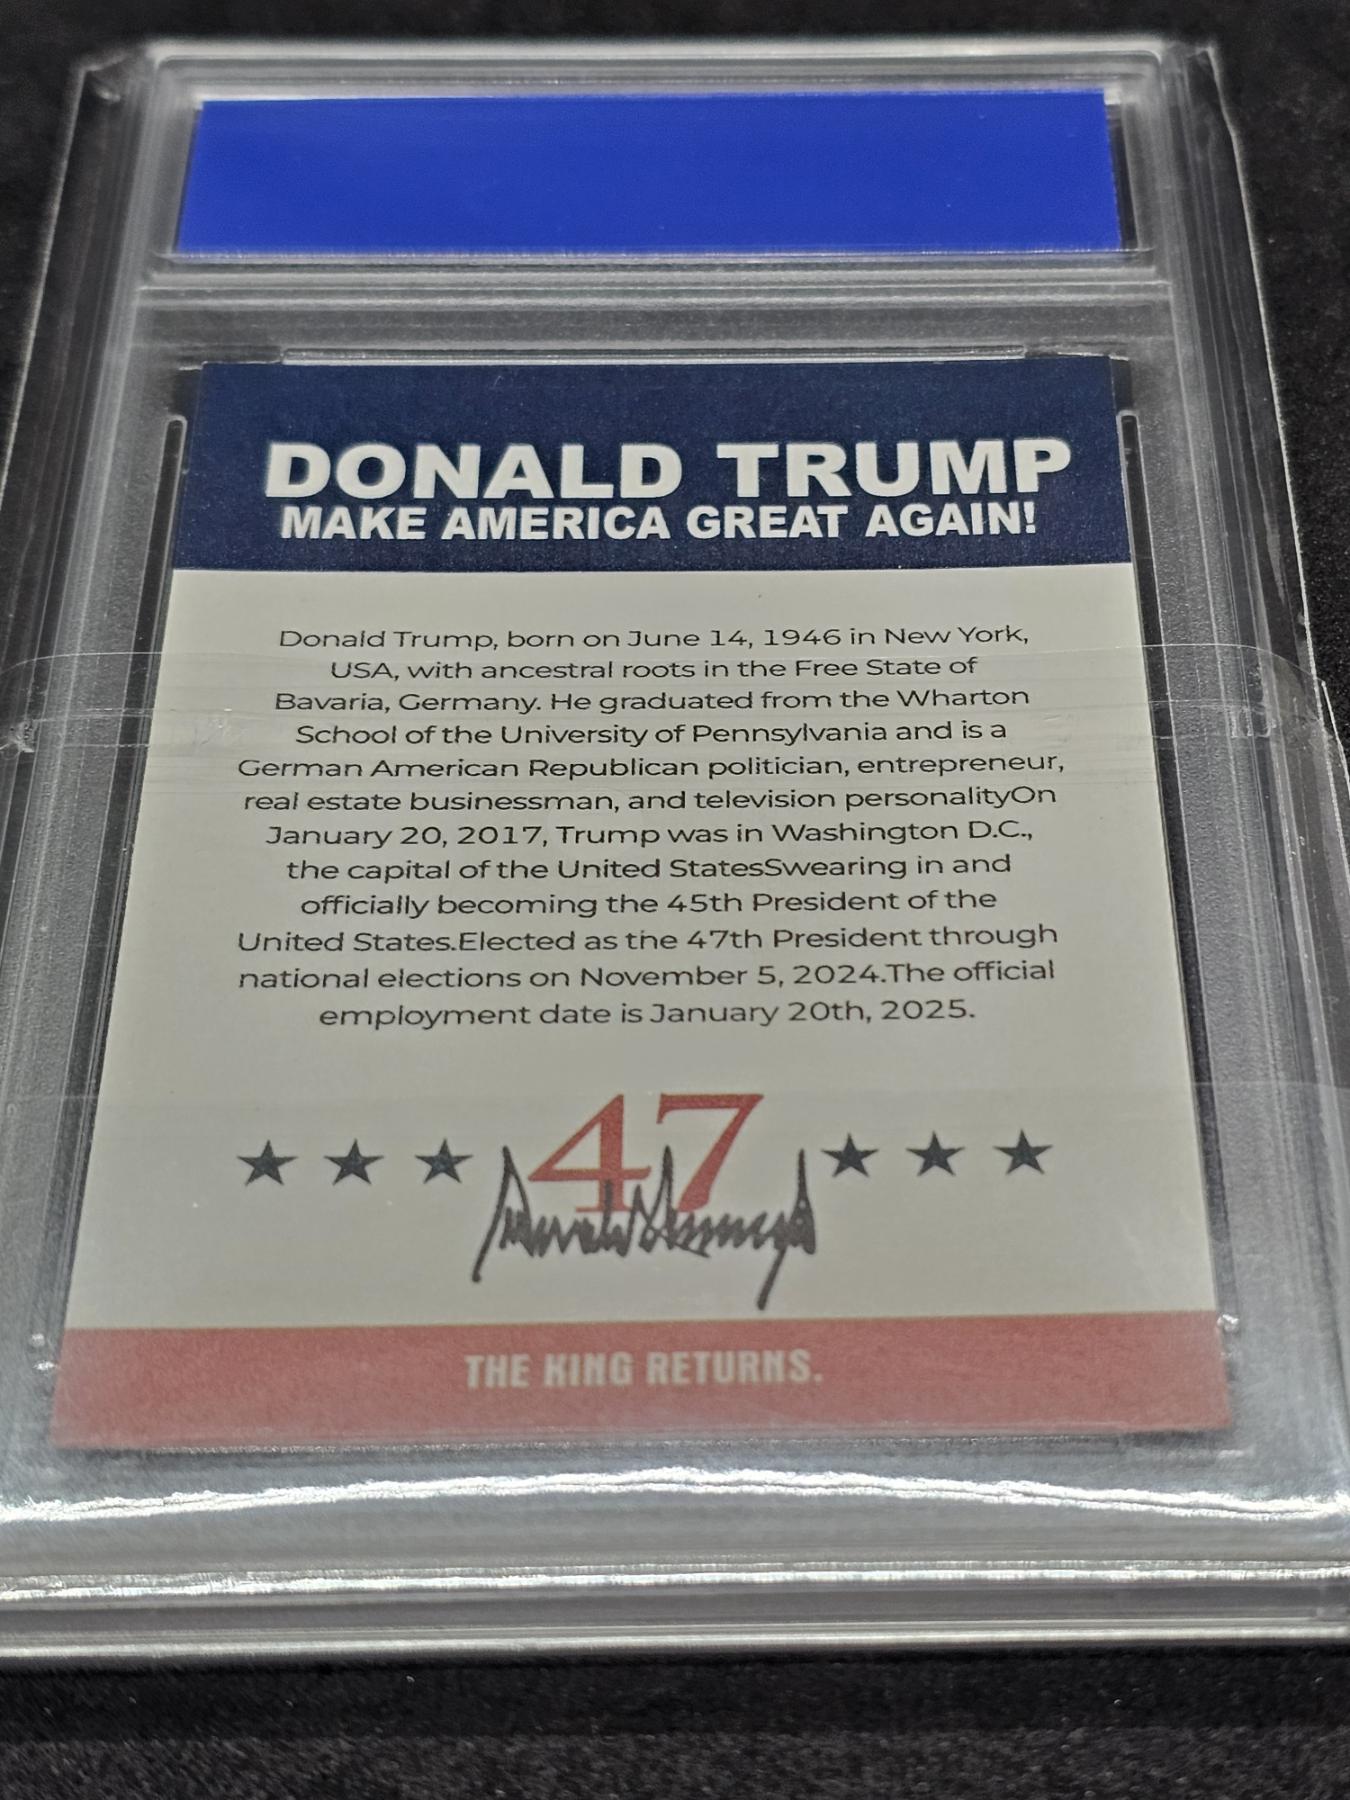 DONALD TRUMP
MAKE AMERICA GREAT AGAIN!
Donald Trump, born on June 14, 1946 in New York,
USA, with ancestral roots in the Free State of
Bavaria, Germany. He graduated from the Wharton
School of the University of Pennsylvania and is a
German American Republican politician, entrepreneur,
real estate businessman, and television personalityOn
January 20, 2017, Trump was in Washington D.C.,
the capital of the United StatesSwearing in and
officially becoming the 45th President of the
United States.Elected as the 47th President through
national elections on November 5, 2024.The official
employment date is January 20th, 2025.
47
Donald Trump
THE KING RETURNS.